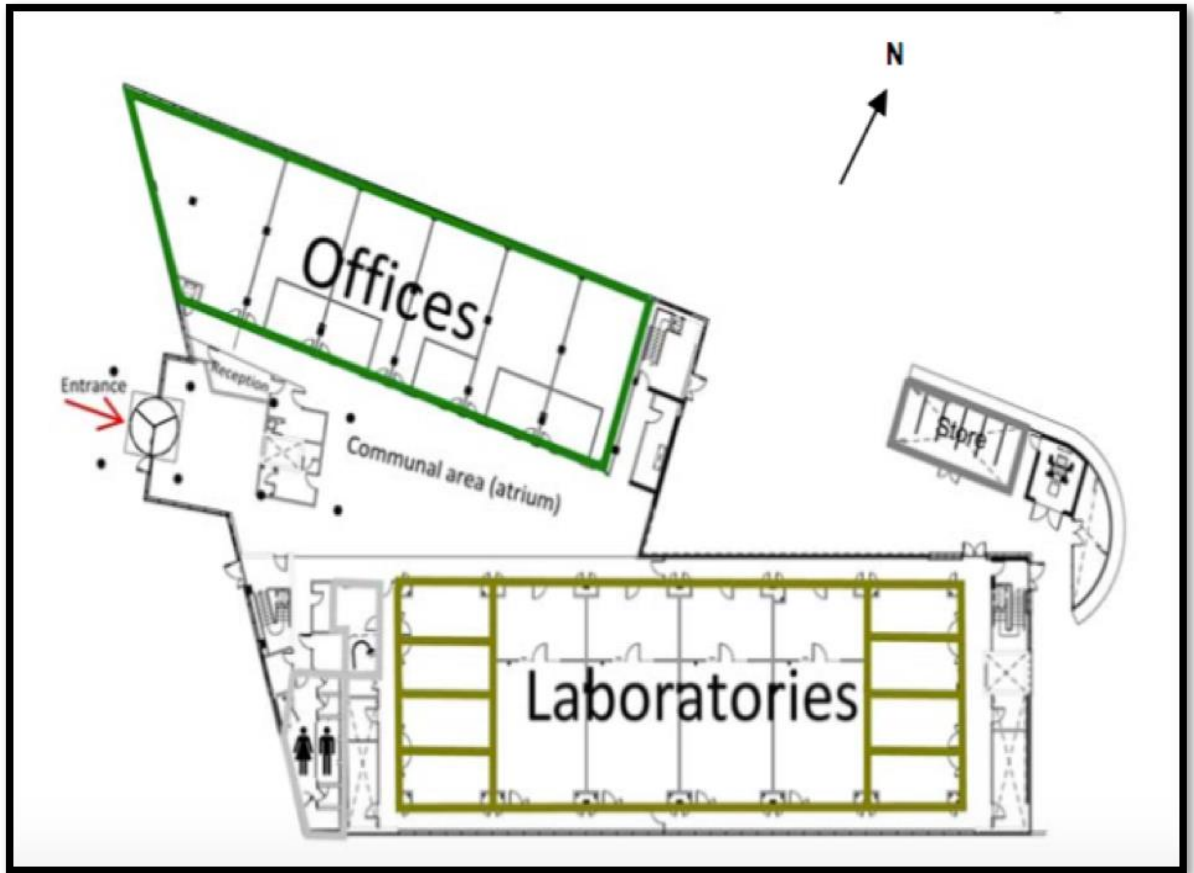 N
Offices
Reception
Entrance
Communal area (atrium)
Store
Laboratories